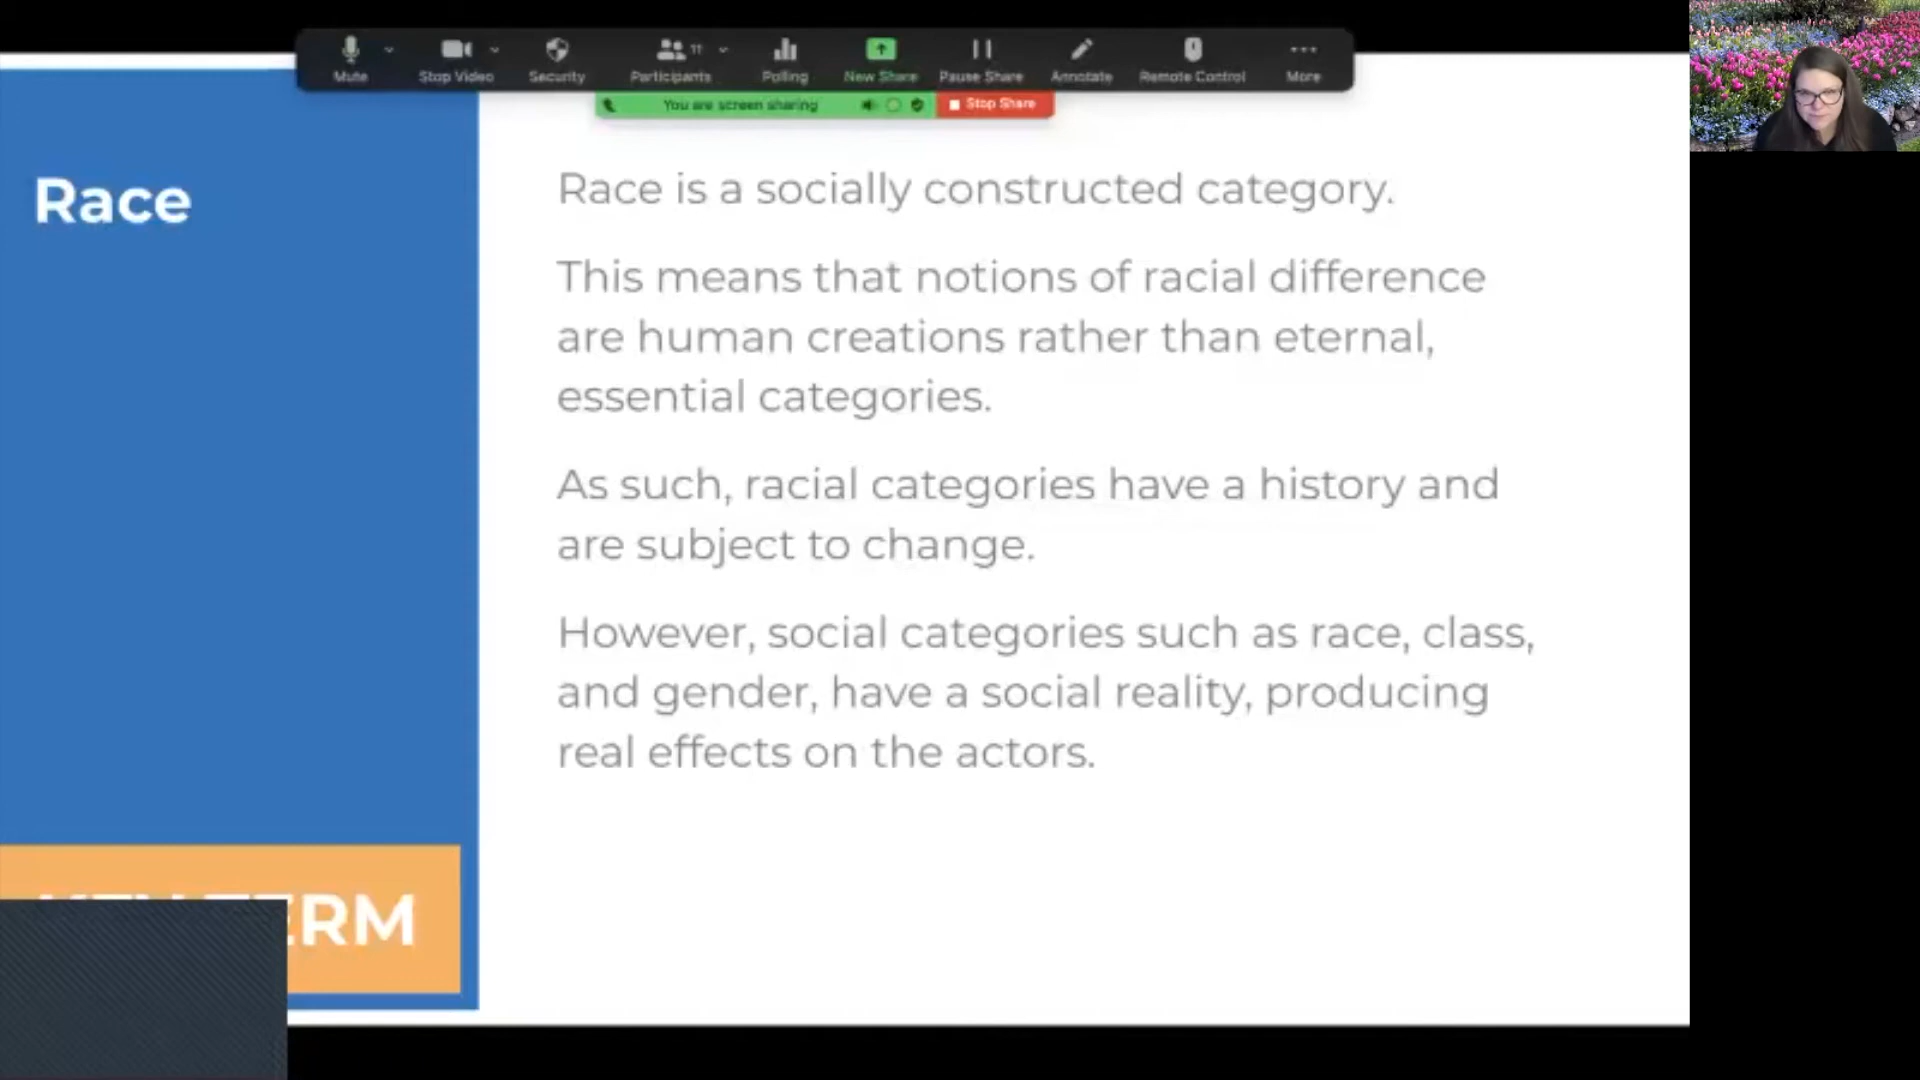 Mute
Stop Video
Security
Participants 11
Polling
New Share
Pause Share
Annotate
Remote Control
More
You are screen sharing
Stop Share
Race
Race is a socially constructed category.
This means that notions of racial difference
are human creations rather than eternal,
essential categories.
As such, racial categories have a history and
are subject to change.
However, social categories such as race, class,
and gender, have a social reality, producing
real effects on the actors.
KEY TERM